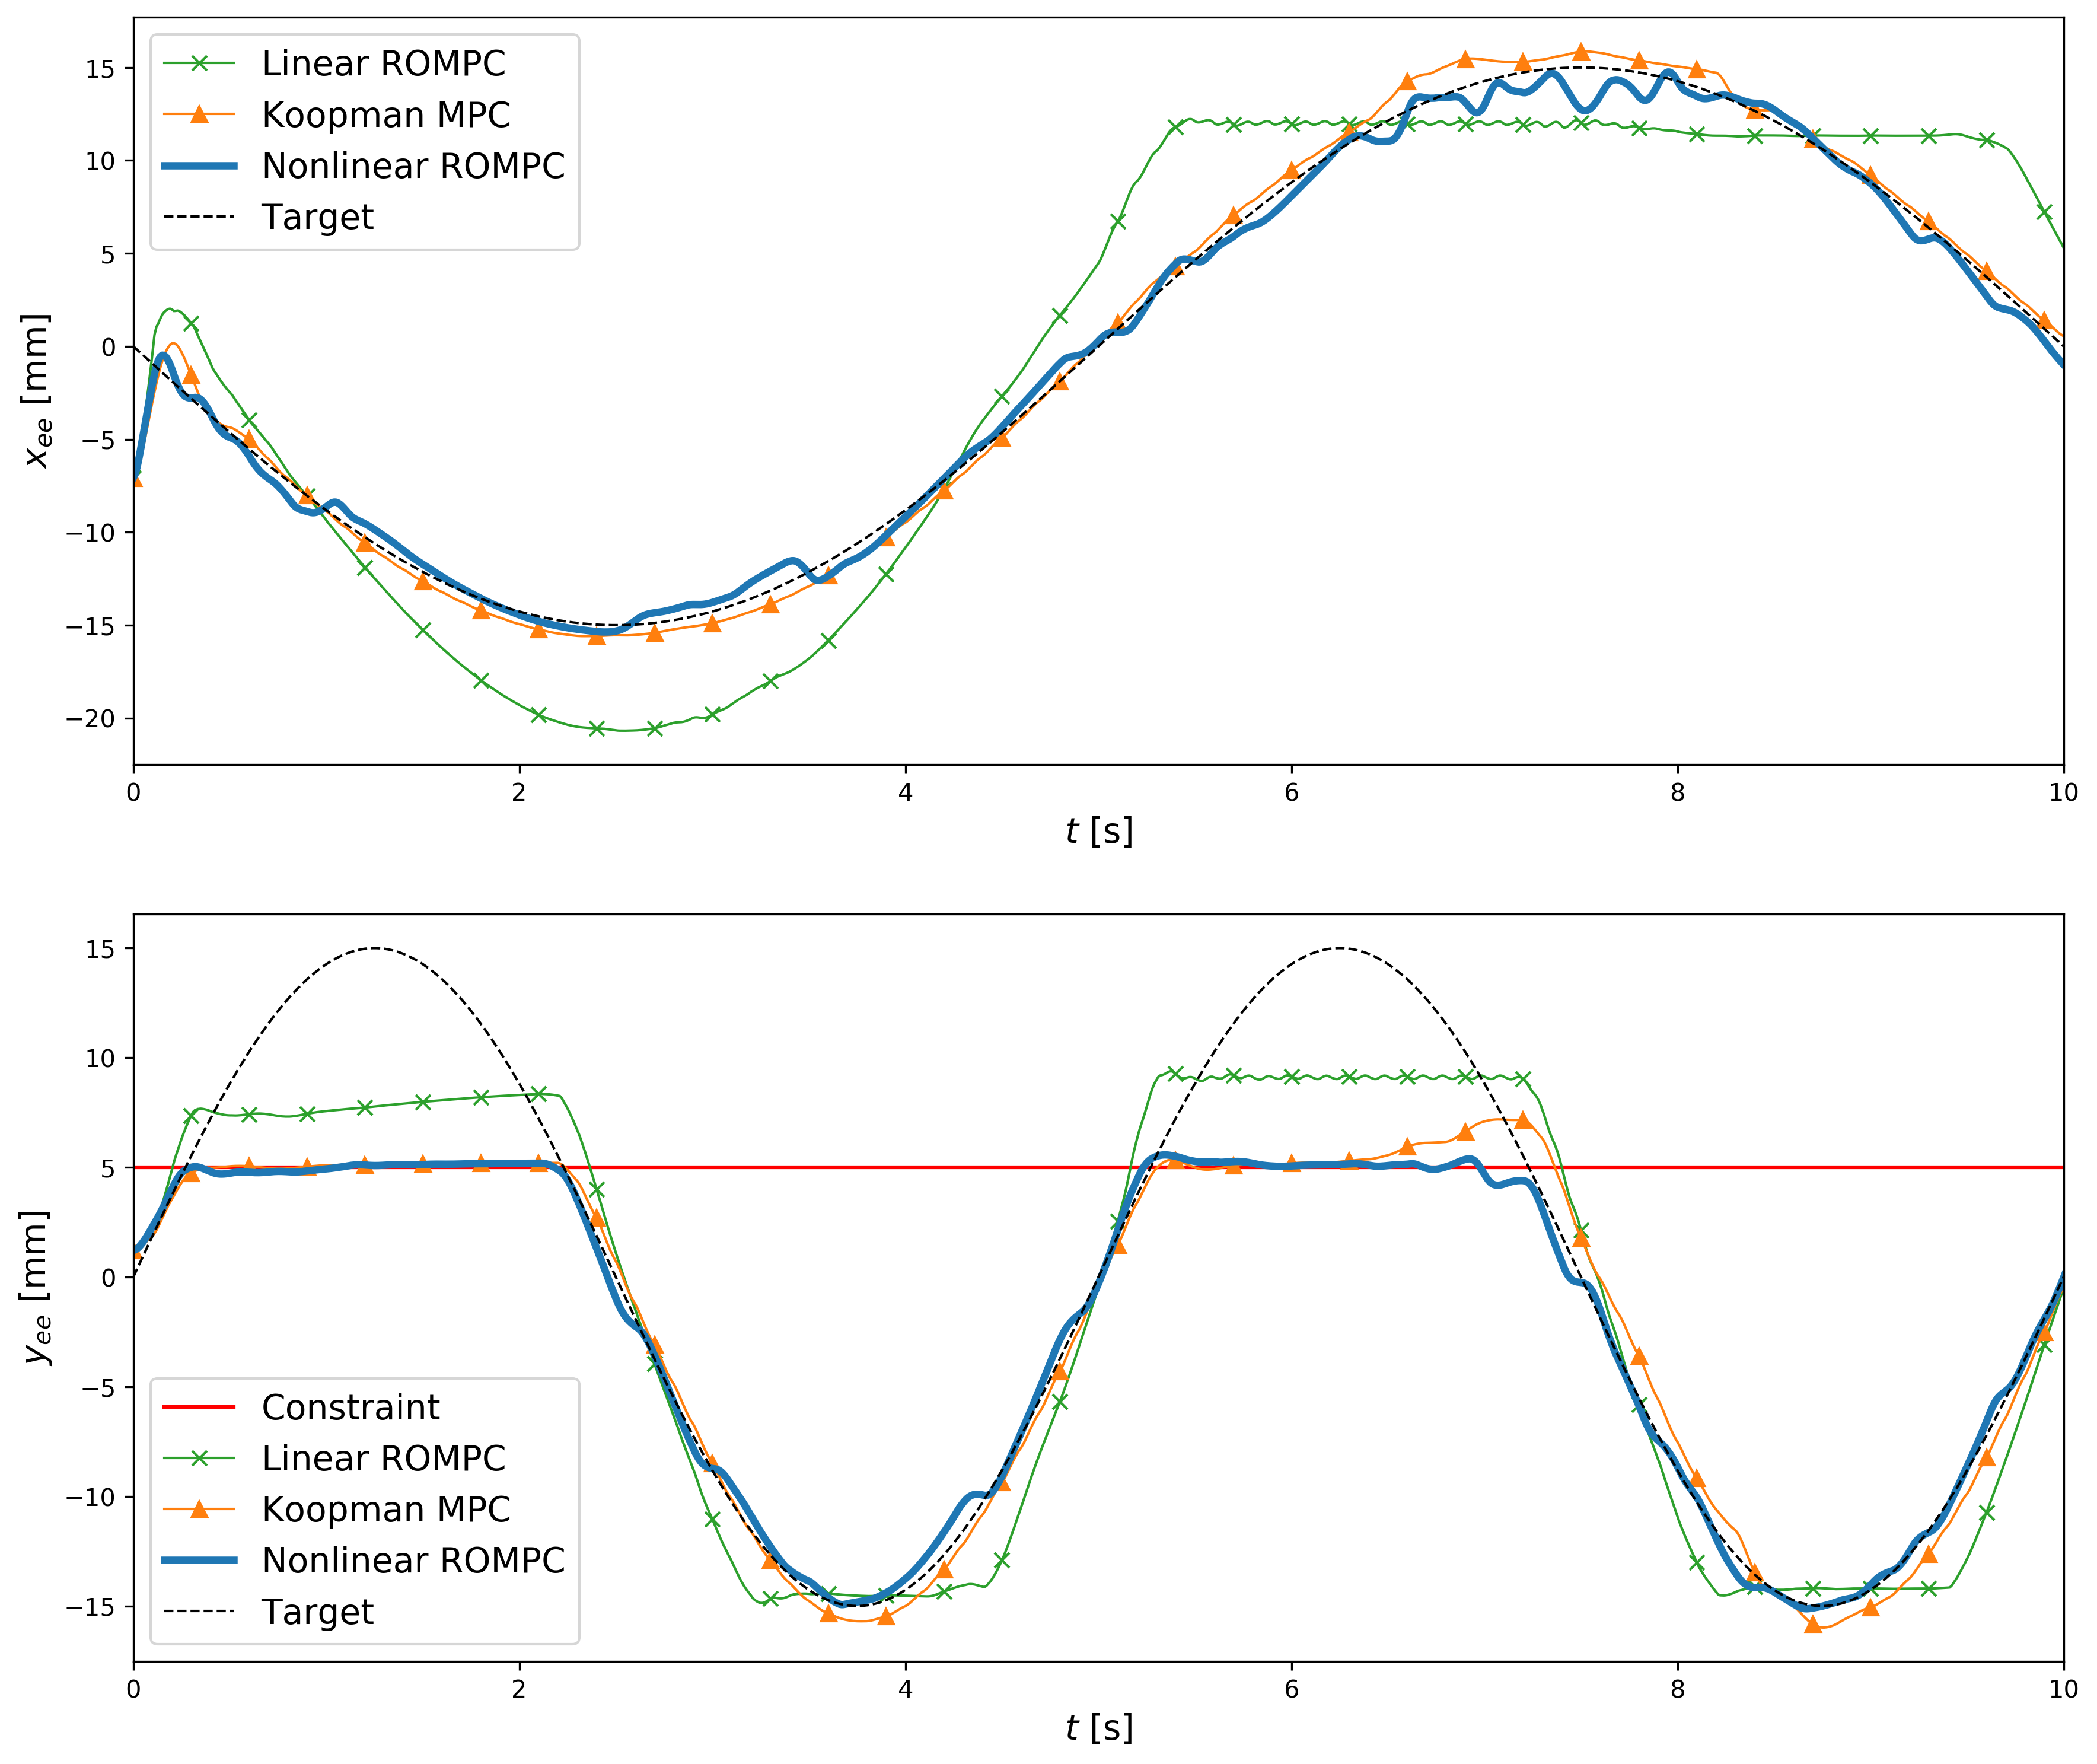 Linear ROMPC
Koopman MPC
Nonlinear ROMPC
Target
15
10
5
0
−5
−10
−15
−20
x_ee [mm]
0 2 4 6 8 10
t [s]
15
10
5
0
−5
−10
−15
y_ee [mm]
Constraint
Linear ROMPC
Koopman MPC
Nonlinear ROMPC
Target
0 2 4 6 8 10
t [s]